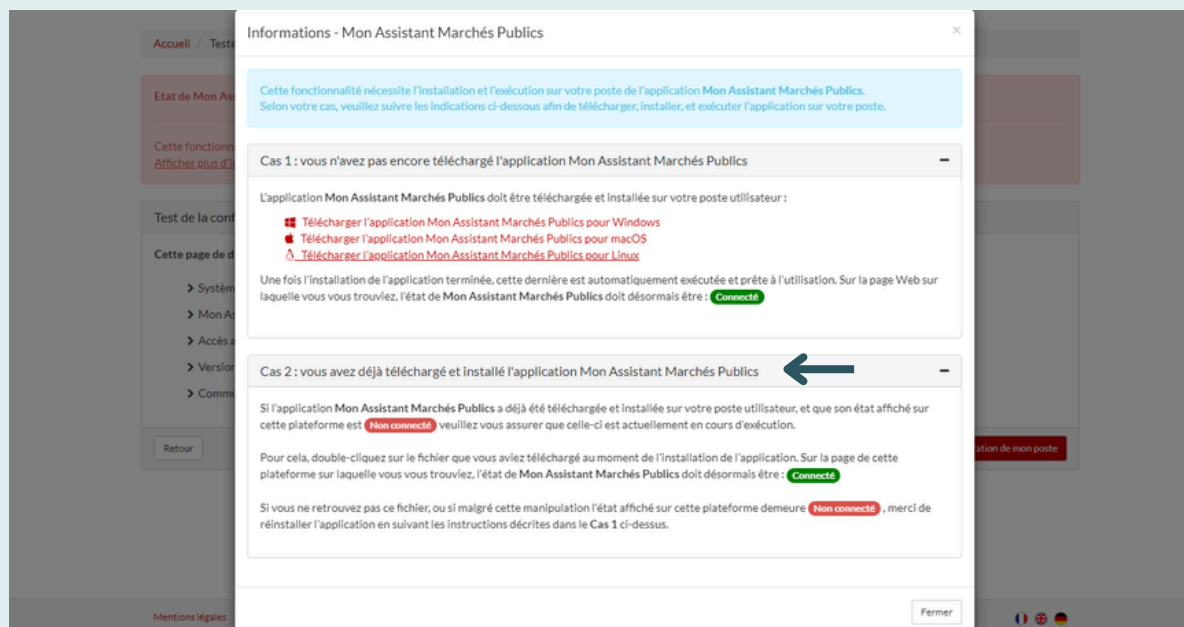 Informations - Mon Assistant Marchés Publics
×
Accueil / Teste
Etat de Mon As
Cette fonctionn
Afficher plus d'i
Cette fonctionnalité nécessite l'installation et l'exécution sur votre poste de l'application Mon Assistant Marchés Publics.
Selon votre cas, veuillez suivre les indications ci-dessous afin de télécharger, installer, et exécuter l'application sur votre poste.
Cas 1 : vous n'avez pas encore téléchargé l'application Mon Assistant Marchés Publics
L'application Mon Assistant Marchés Publics doit être téléchargée et installée sur votre poste utilisateur :
Télécharger l'application Mon Assistant Marchés Publics pour Windows
Télécharger l'application Mon Assistant Marchés Publics pour macOS
Télécharger l'application Mon Assistant Marchés Publics pour Linux
Une fois l'installation de l'application terminée, cette dernière est automatiquement exécutée et prête à l'utilisation. Sur la page Web sur
laquelle vous vous trouviez, l'état de Mon Assistant Marchés Publics doit désormais être : Connecté
Test de la conf
Cette page de d
Systèm
Mon As
Accès a
Version
Commu
Cas 2 : vous avez déjà téléchargé et installé l'application Mon Assistant Marchés Publics
Si l'application Mon Assistant Marchés Publics a déjà été téléchargée et installée sur votre poste utilisateur, et que son état affiché sur
cette plateforme est Non connecté veuillez vous assurer que celle-ci est actuellement en cours d'exécution.
Pour cela, double-cliquez sur le fichier que vous aviez téléchargé au moment de l'installation de l'application. Sur la page de cette
plateforme sur laquelle vous vous trouviez, l'état de Mon Assistant Marchés Publics doit désormais être : Connecté
Si vous ne retrouvez pas ce fichier, ou si malgré cette manipulation l'état affiché sur cette plateforme demeure Non connecté , merci de
réinstaller l'application en suivant les instructions décrites dans le Cas 1 ci-dessus.
Retour
ation de mon poste
Fermer
Mentions légales